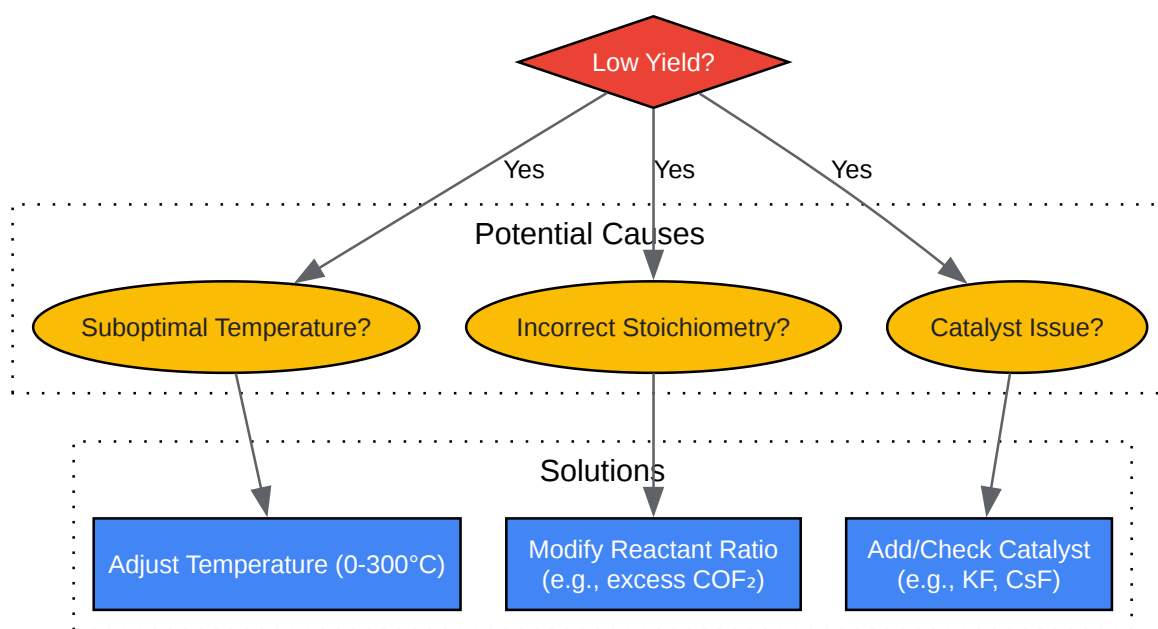 Low Yield?
Yes
Yes
Yes
Potential Causes
Suboptimal Temperature?
Incorrect Stoichiometry?
Catalyst Issue?
Solutions
Adjust Temperature (0-300°C)
Modify Reactant Ratio
(e.g., excess COF₂)
Add/Check Catalyst
(e.g., KF, CsF)